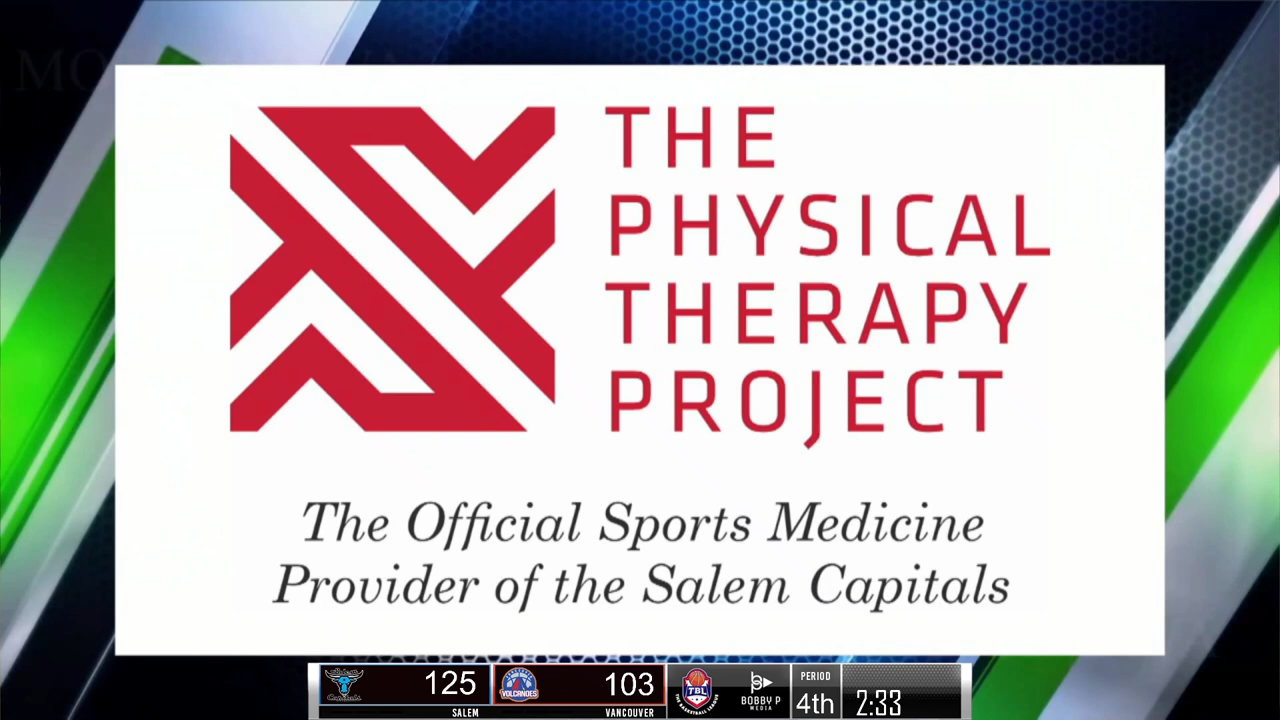 THE
PHYSICAL
THERAPY
PROJECT
The Official Sports Medicine
Provider of the Salem Capitals
125
SALEM
VOLCANOES
103
VANCOUVER
TBL
BOBBY P
MEDIA
PERIOD
4th
2:33